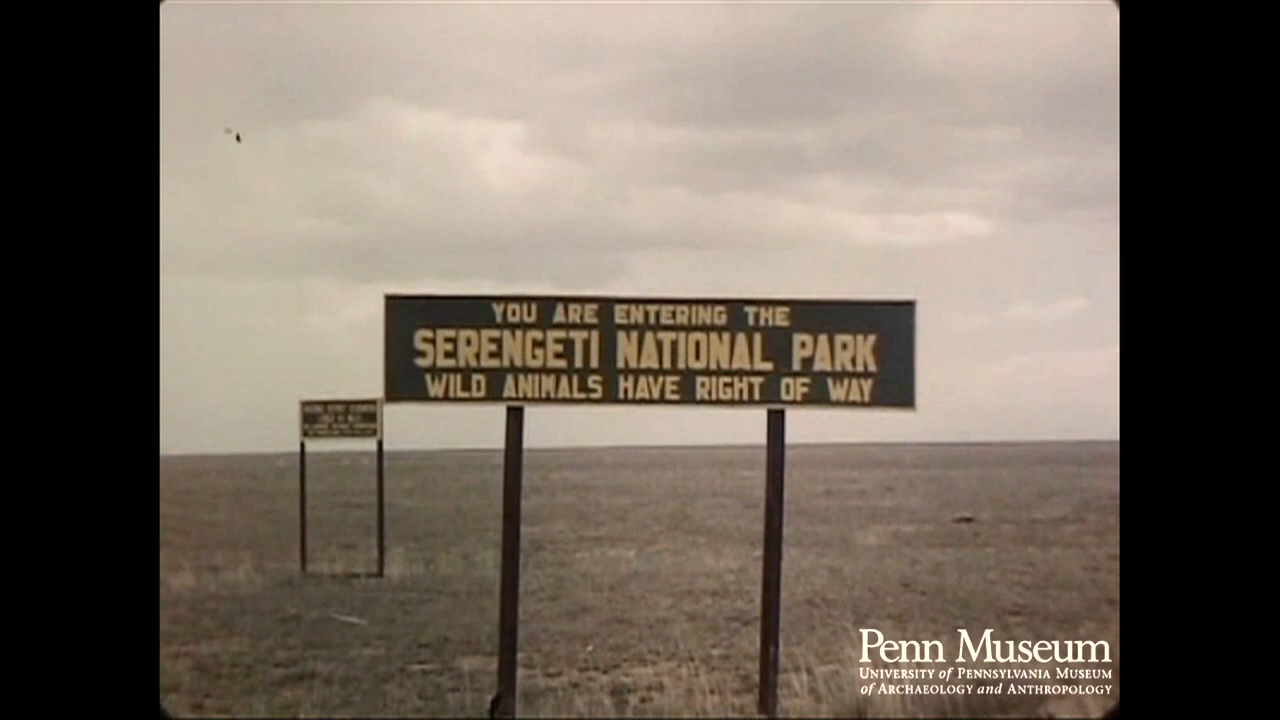 YOU ARE ENTERING THE
SERENGETI NATIONAL PARK
WILD ANIMALS HAVE RIGHT OF WAY
Penn Museum
UNIVERSITY of PENNSYLVANIA MUSEUM
of ARCHAEOLOGY and ANTHROPOLOGY